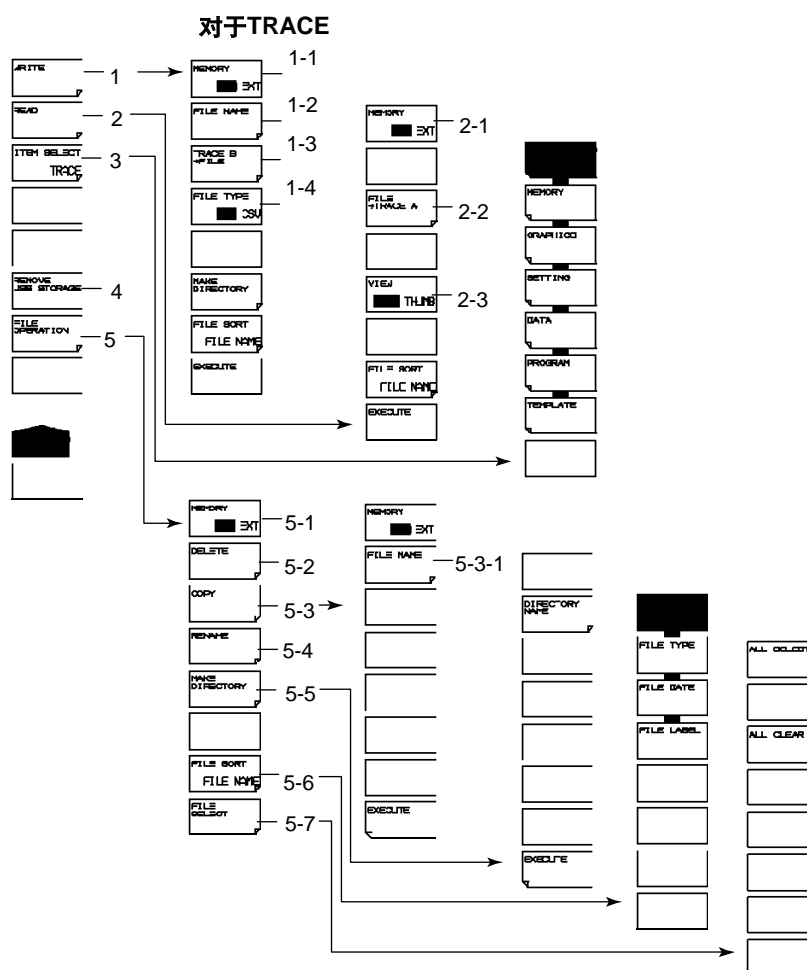 对于TRACE
WRITE
1
READ
2
ITEM SELECT
TRACE
3
REMOVE
USB STORAGE
4
FILE
OPERATION
5
MEMORY
EXT
1-1
FILE NAME
1-2
TRACE B
→FILE
1-3
FILE TYPE
CSV
1-4
MAKE
DIRECTORY
FILE SORT
FILE NAME
EXECUTE
MEMORY
EXT
2-1
FILE
→TRACE A
2-2
VIEW
THUMB
2-3
FILE SORT
FILE NAME
EXECUTE
MEMORY
GRAPHICS
SETTING
DATA
PROGRAM
TEMPLATE
MEMORY
EXT
5-1
DELETE
5-2
COPY
5-3
RENAME
5-4
MAKE
DIRECTORY
5-5
FILE SORT
FILE NAME
5-6
FILE
SELECT
5-7
MEMORY
EXT
FILE NAME
5-3-1
EXECUTE
DIRECTORY
NAME
EXECUTE
FILE TYPE
FILE DATE
FILE LABEL
ALL SELECT
ALL CLEAR